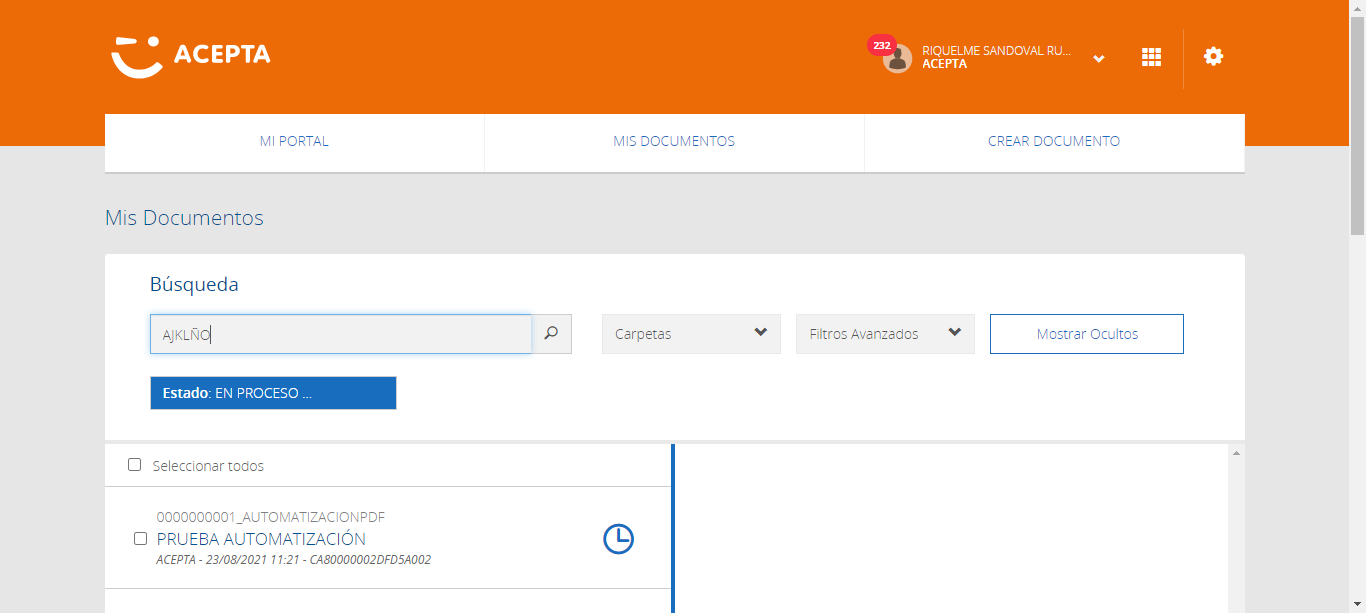 ACEPTA
232
RIQUELME SANDOVAL RU...
ACEPTA
MI PORTAL
MIS DOCUMENTOS
CREAR DOCUMENTO
Mis Documentos
Búsqueda
AJKLÑO
Carpetas
Filtros Avanzados
Mostrar Ocultos
Estado: EN PROCESO ...
Seleccionar todos
0000000001_AUTOMATIZACIONPDF
PRUEBA AUTOMATIZACIÓN
ACEPTA - 23/08/2021 11:21 - CA80000002DFD5A002